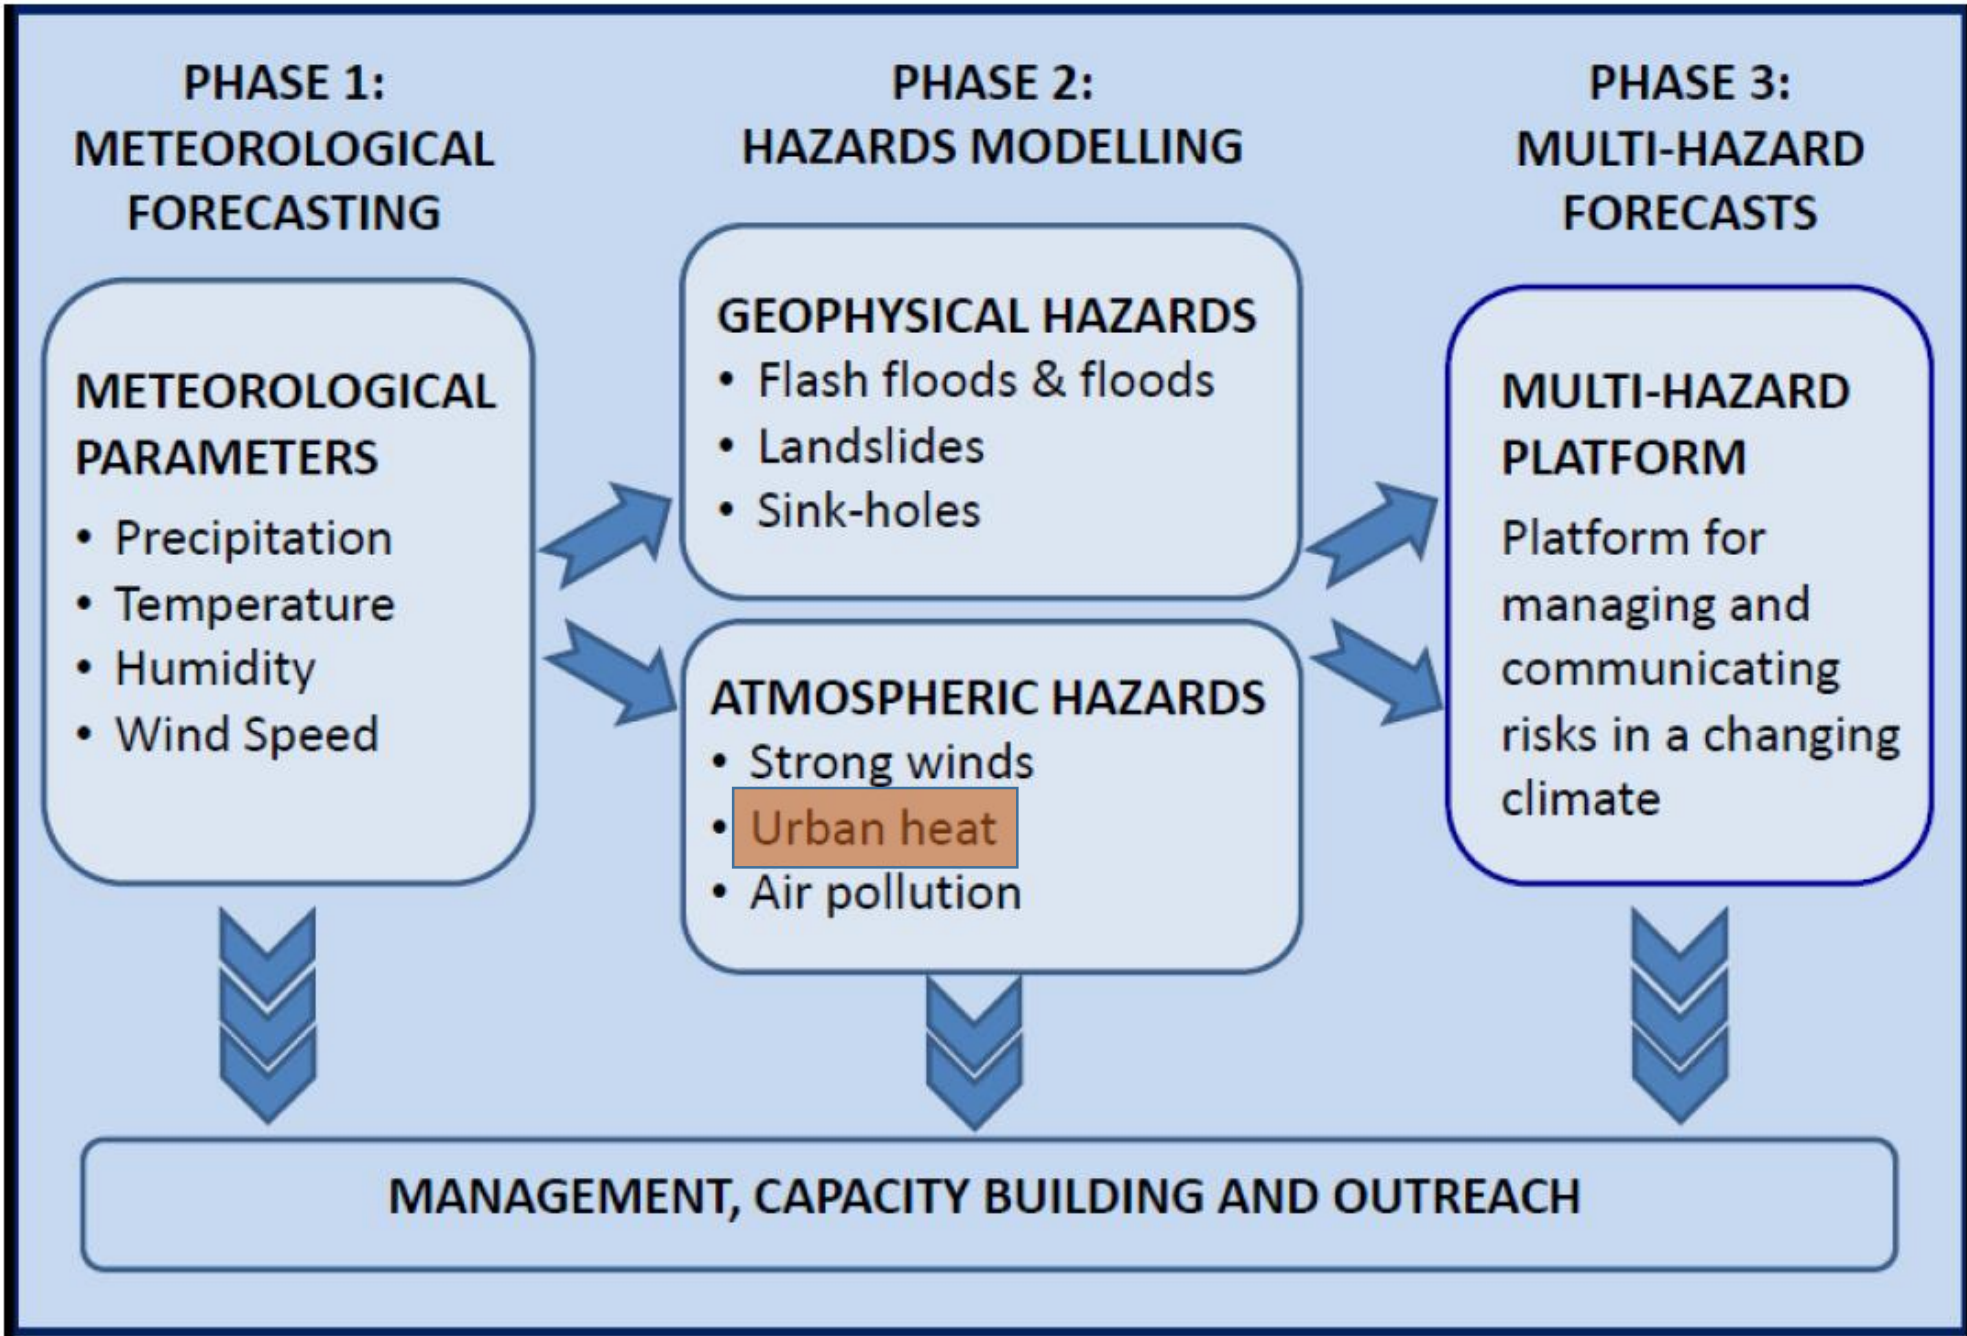 PHASE 1:
METEOROLOGICAL
FORECASTING
METEOROLOGICAL
PARAMETERS
• Precipitation
• Temperature
• Humidity
• Wind Speed
PHASE 2:
HAZARDS MODELLING
GEOPHYSICAL HAZARDS
• Flash floods & floods
• Landslides
• Sink-holes
ATMOSPHERIC HAZARDS
• Strong winds
• Urban heat
• Air pollution
PHASE 3:
MULTI-HAZARD
FORECASTS
MULTI-HAZARD
PLATFORM
Platform for
managing and
communicating
risks in a changing
climate
MANAGEMENT, CAPACITY BUILDING AND OUTREACH